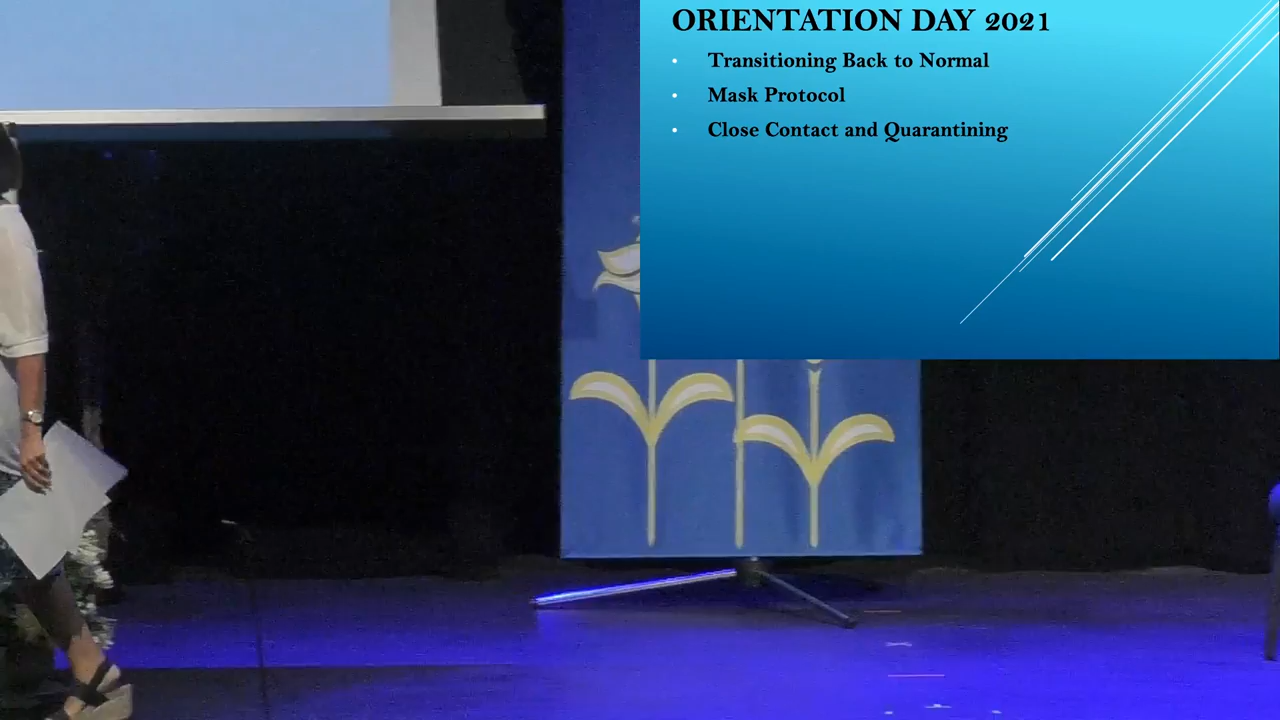 ORIENTATION DAY 2021
Transitioning Back to Normal
Mask Protocol
Close Contact and Quarantining